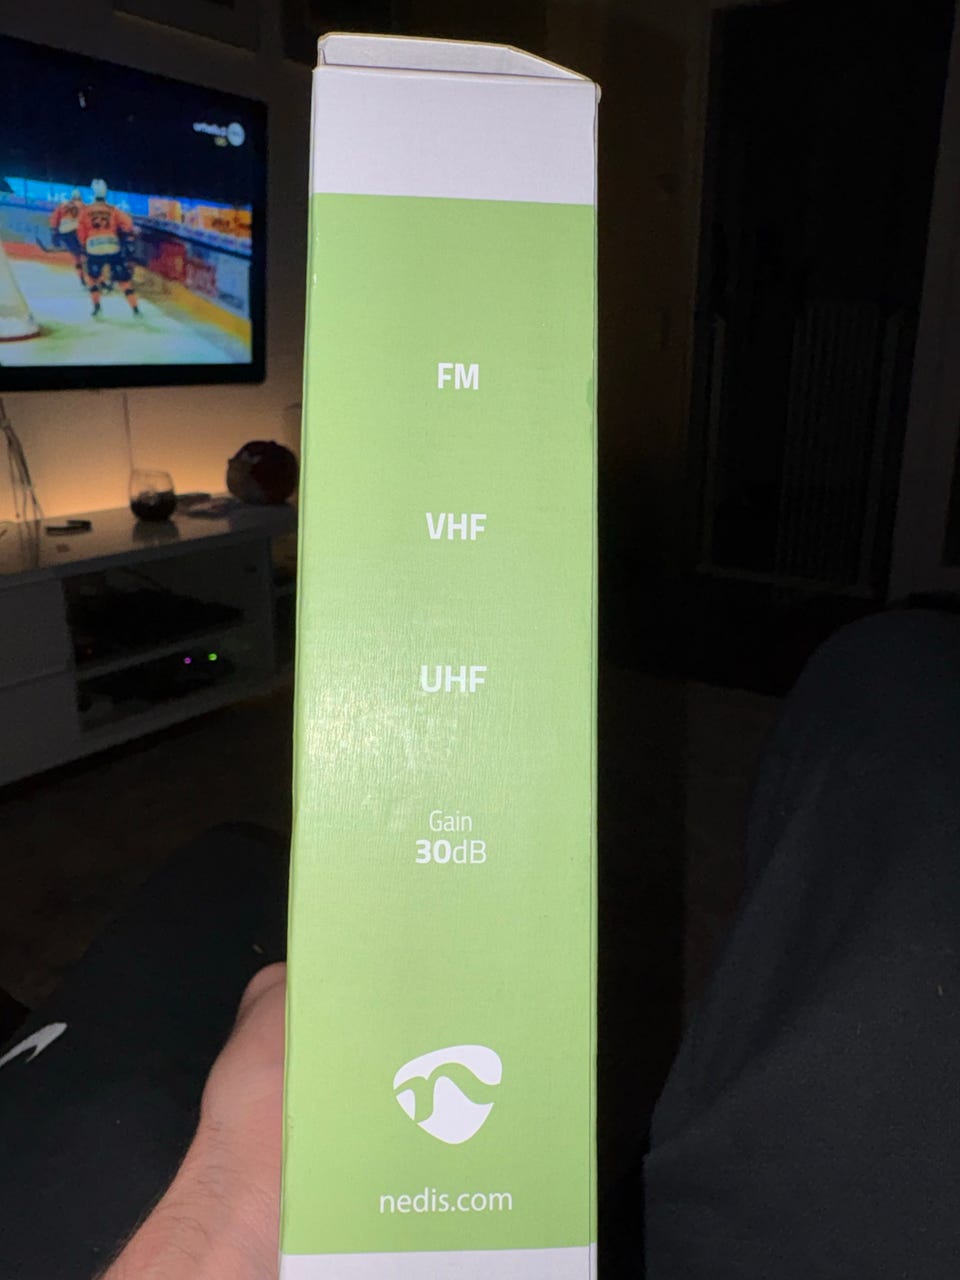 FM
VHF
UHF
Gain
30dB
nedis.com